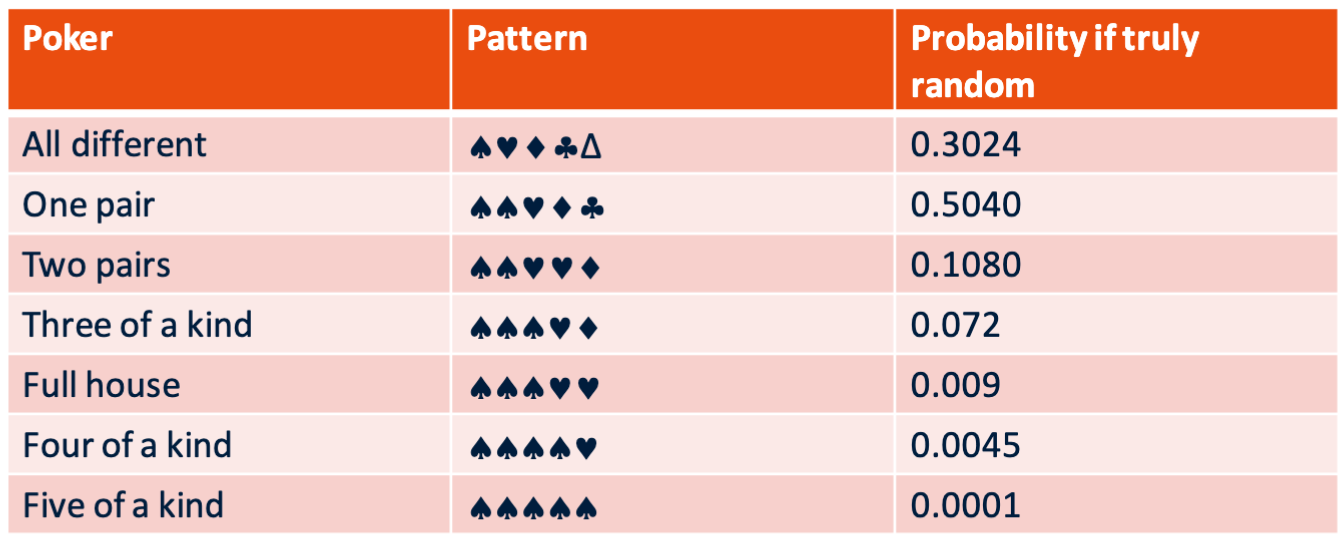 Poker Pattern Probability if truly
random
All different ♠♥♦♣Δ 0.3024
One pair ♠♠♥♦♣ 0.5040
Two pairs ♠♠♥♥♦ 0.1080
Three of a kind ♠♠♠♥♦ 0.072
Full house ♠♠♠♥♥ 0.009
Four of a kind ♠♠♠♠♥ 0.0045
Five of a kind ♠♠♠♠♠ 0.0001